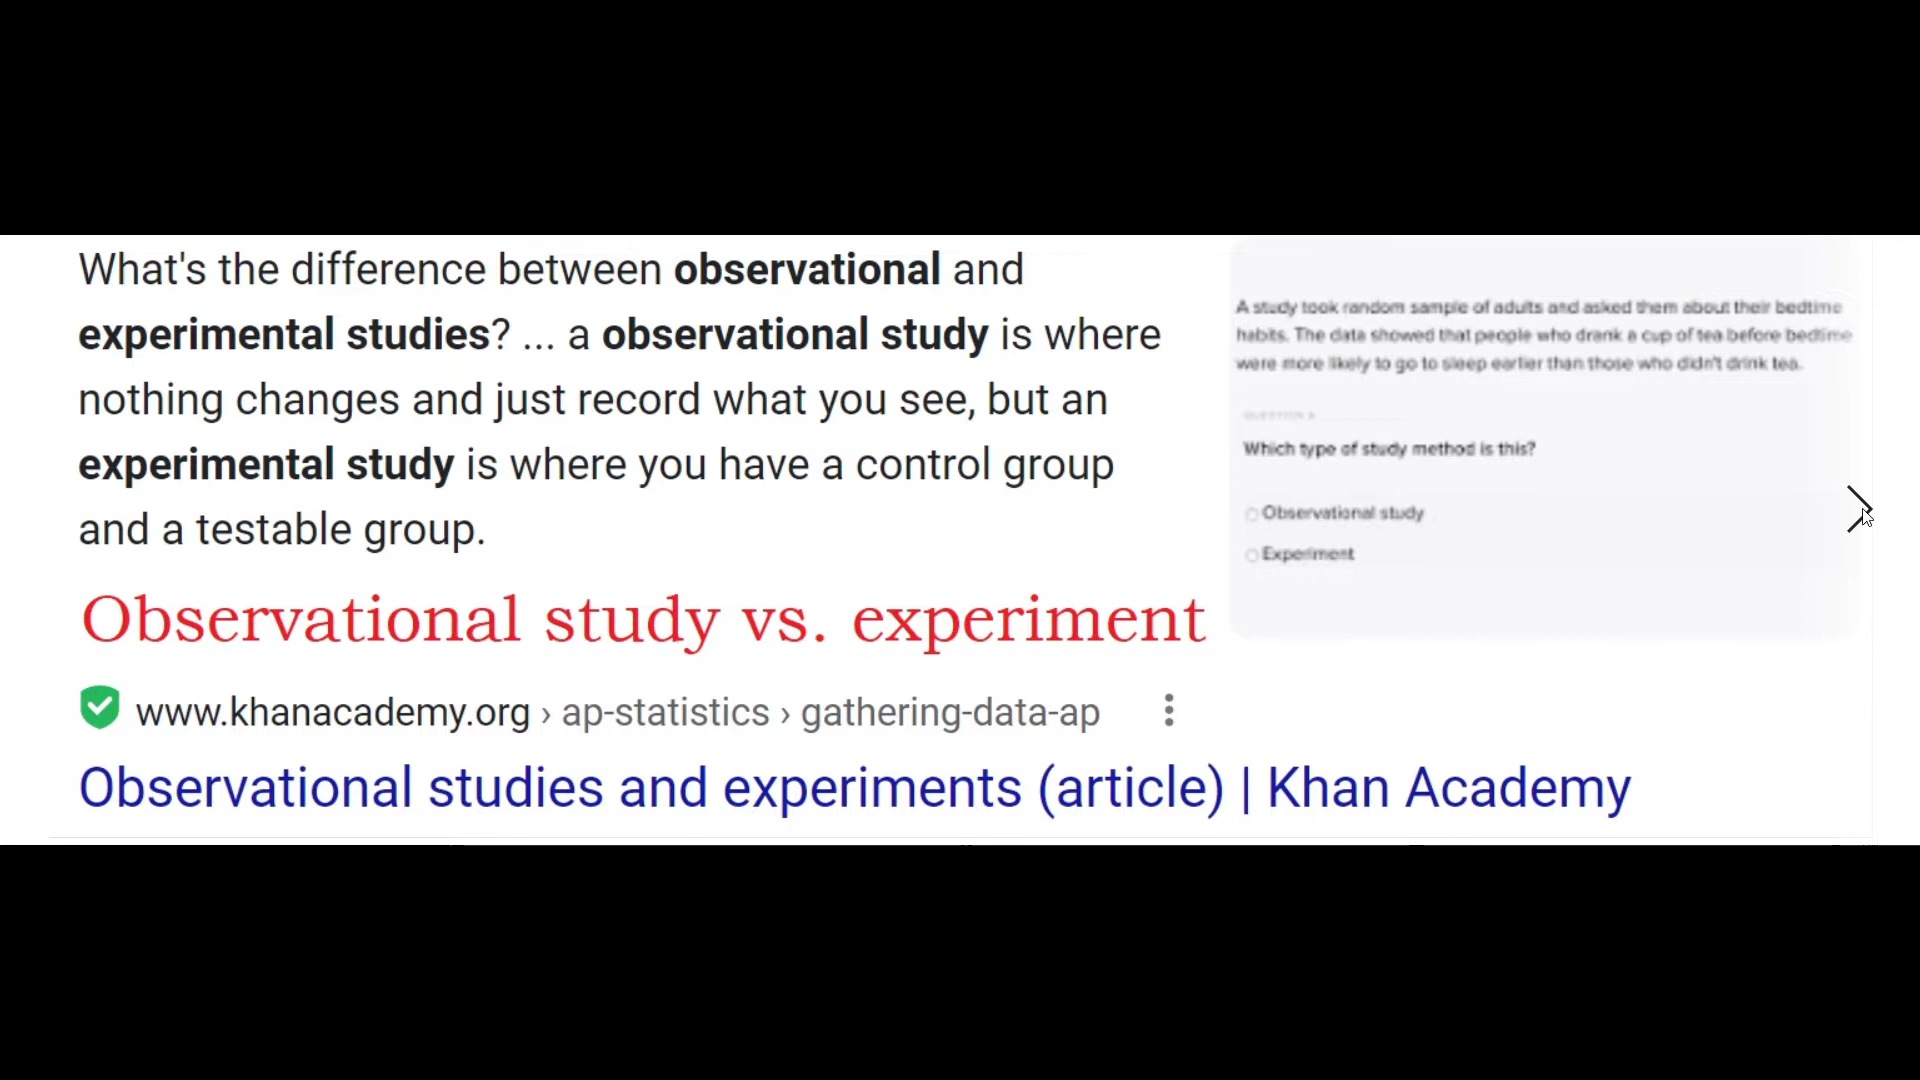 What's the difference between observational and
experimental studies? ... a observational study is where
nothing changes and just record what you see, but an
experimental study is where you have a control group
and a testable group.
Observational study vs. experiment
www.khanacademy.org › ap-statistics › gathering-data-ap
Observational studies and experiments (article) | Khan Academy
A study took random sample of adults and asked them about their bedtime
habits. The data showed that people who drank a cup of tea before bedtime
were more likely to go to sleep earlier than those who didn't drink tea.
Which type of study method is this?
Observational study
Experiment